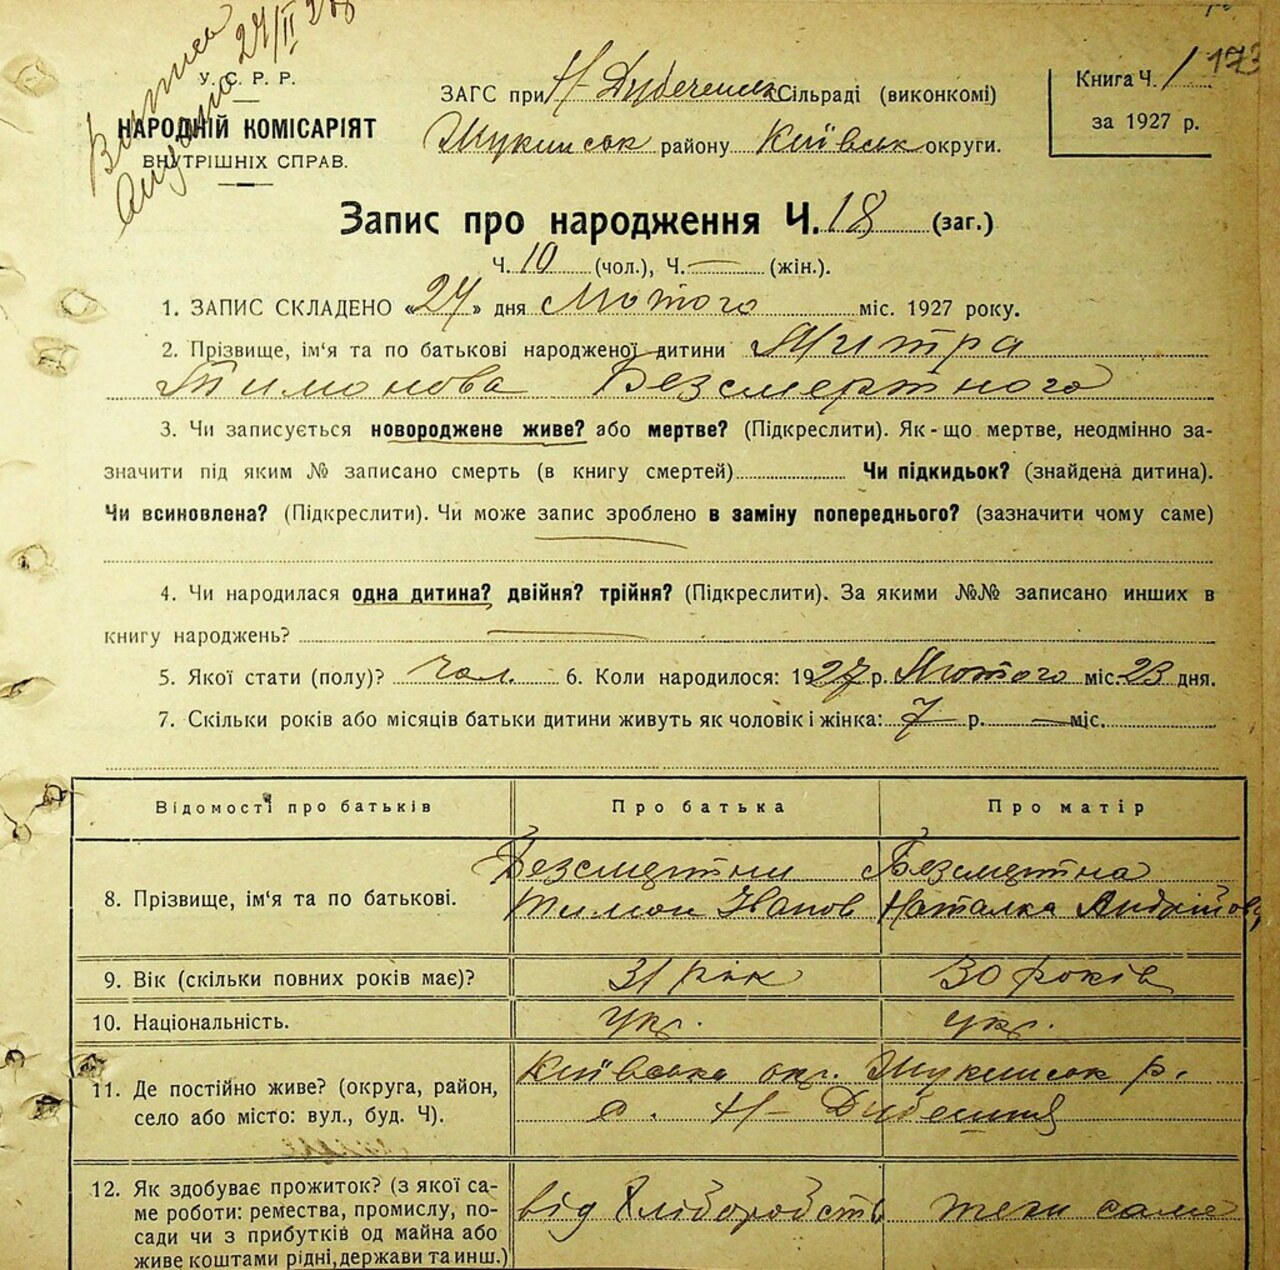 Выпись
выдана 24/II
У. С. Р. Р.
НАРОДНІЙ КОМІСАРІЯТ
ВНУТРІШНІХ СПРАВ.
ЗАГС при Н-Дубечанск Сільраді (виконкомі)
району Київськ округи.
Книга Ч. 1 173
за 1927 р.
Запис про народження Ч. 18 (заг.)
Ч. 10 (чол.), Ч. — (жін.).
1. ЗАПИС СКЛАДЕНО «24» дня Лютого міс. 1927 року.
2. Прізвище, ім‘я та по батькові народженої дитини Митра
Тимонова Безсмертного
3. Чи записується новороджене живе? або мертве? (Підкреслити). Як-що мертве, неодмінно за-
значити під яким № записано смерть (в книгу смертей) Чи підкидьок? (знайдена дитина).
Чи всиновлена? (Підкреслити). Чи може запис зроблено в заміну попереднього? (зазначити чому саме)
4. Чи народилася одна дитина? двійня? трійня? (Підкреслити). За якими №№ записано инших в
книгу народжень?
5. Якої стати (полу)? чол. 6. Коли народилося: 1927 р. Лютого міс. 23 дня.
7. Скільки років або місяців батьки дитини живуть як чоловік і жінка: 7 р. — міс.
Відомості про батьків Про батька Про матір
8. Прізвище, ім‘я та по батькові. Безсмертни Тимон Іванов Безсмертна Наталка Андрійов
9. Вік (скільки повних років має)? 31 рік 30 років
10. Національність. Укр. укр.
11. Де постійно живе? (округа, район, Київська окр. р.
село або місто: вул., буд. Ч). с. Н-
12. Як здобуває прожиток? (з якої са- від Хліборобств теж саме
ме роботи: ремества, промислу, по-
сади чи з прибутків од майна або
живе коштами рідні, держави та инш.)